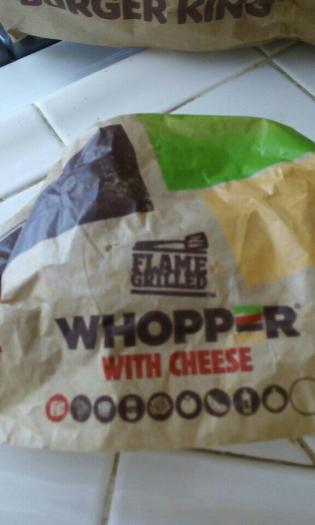 BURGER KING
FLAME
GRILLED
WHOPPER®
WITH CHEESE